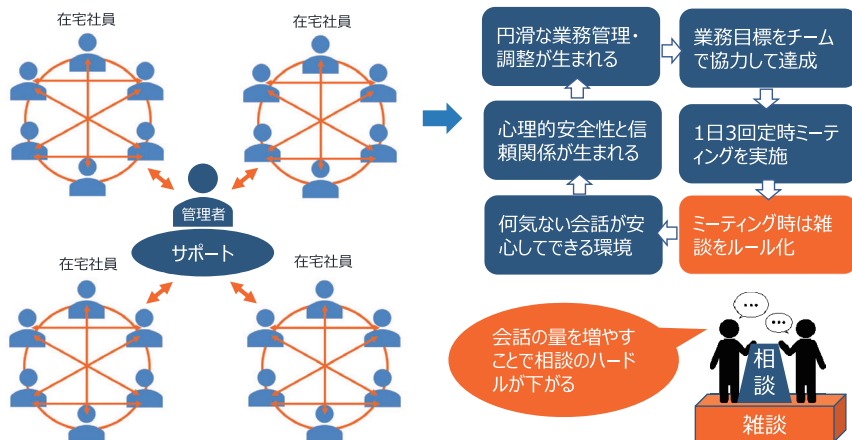 在宅社員
在宅社員
管理者
サポート
在宅社員
在宅社員
円滑な業務管理・
調整が生まれる
業務目標をチーム
で協力して達成
心理的安全性と信
頼関係が生まれる
1日3回定時ミーティ
ングを実施
何気ない会話が安
心してできる環境
ミーティング時は雑
談をルール化
会話の量を増やす
ことで相談のハード
ルが下がる
相
談
雑談